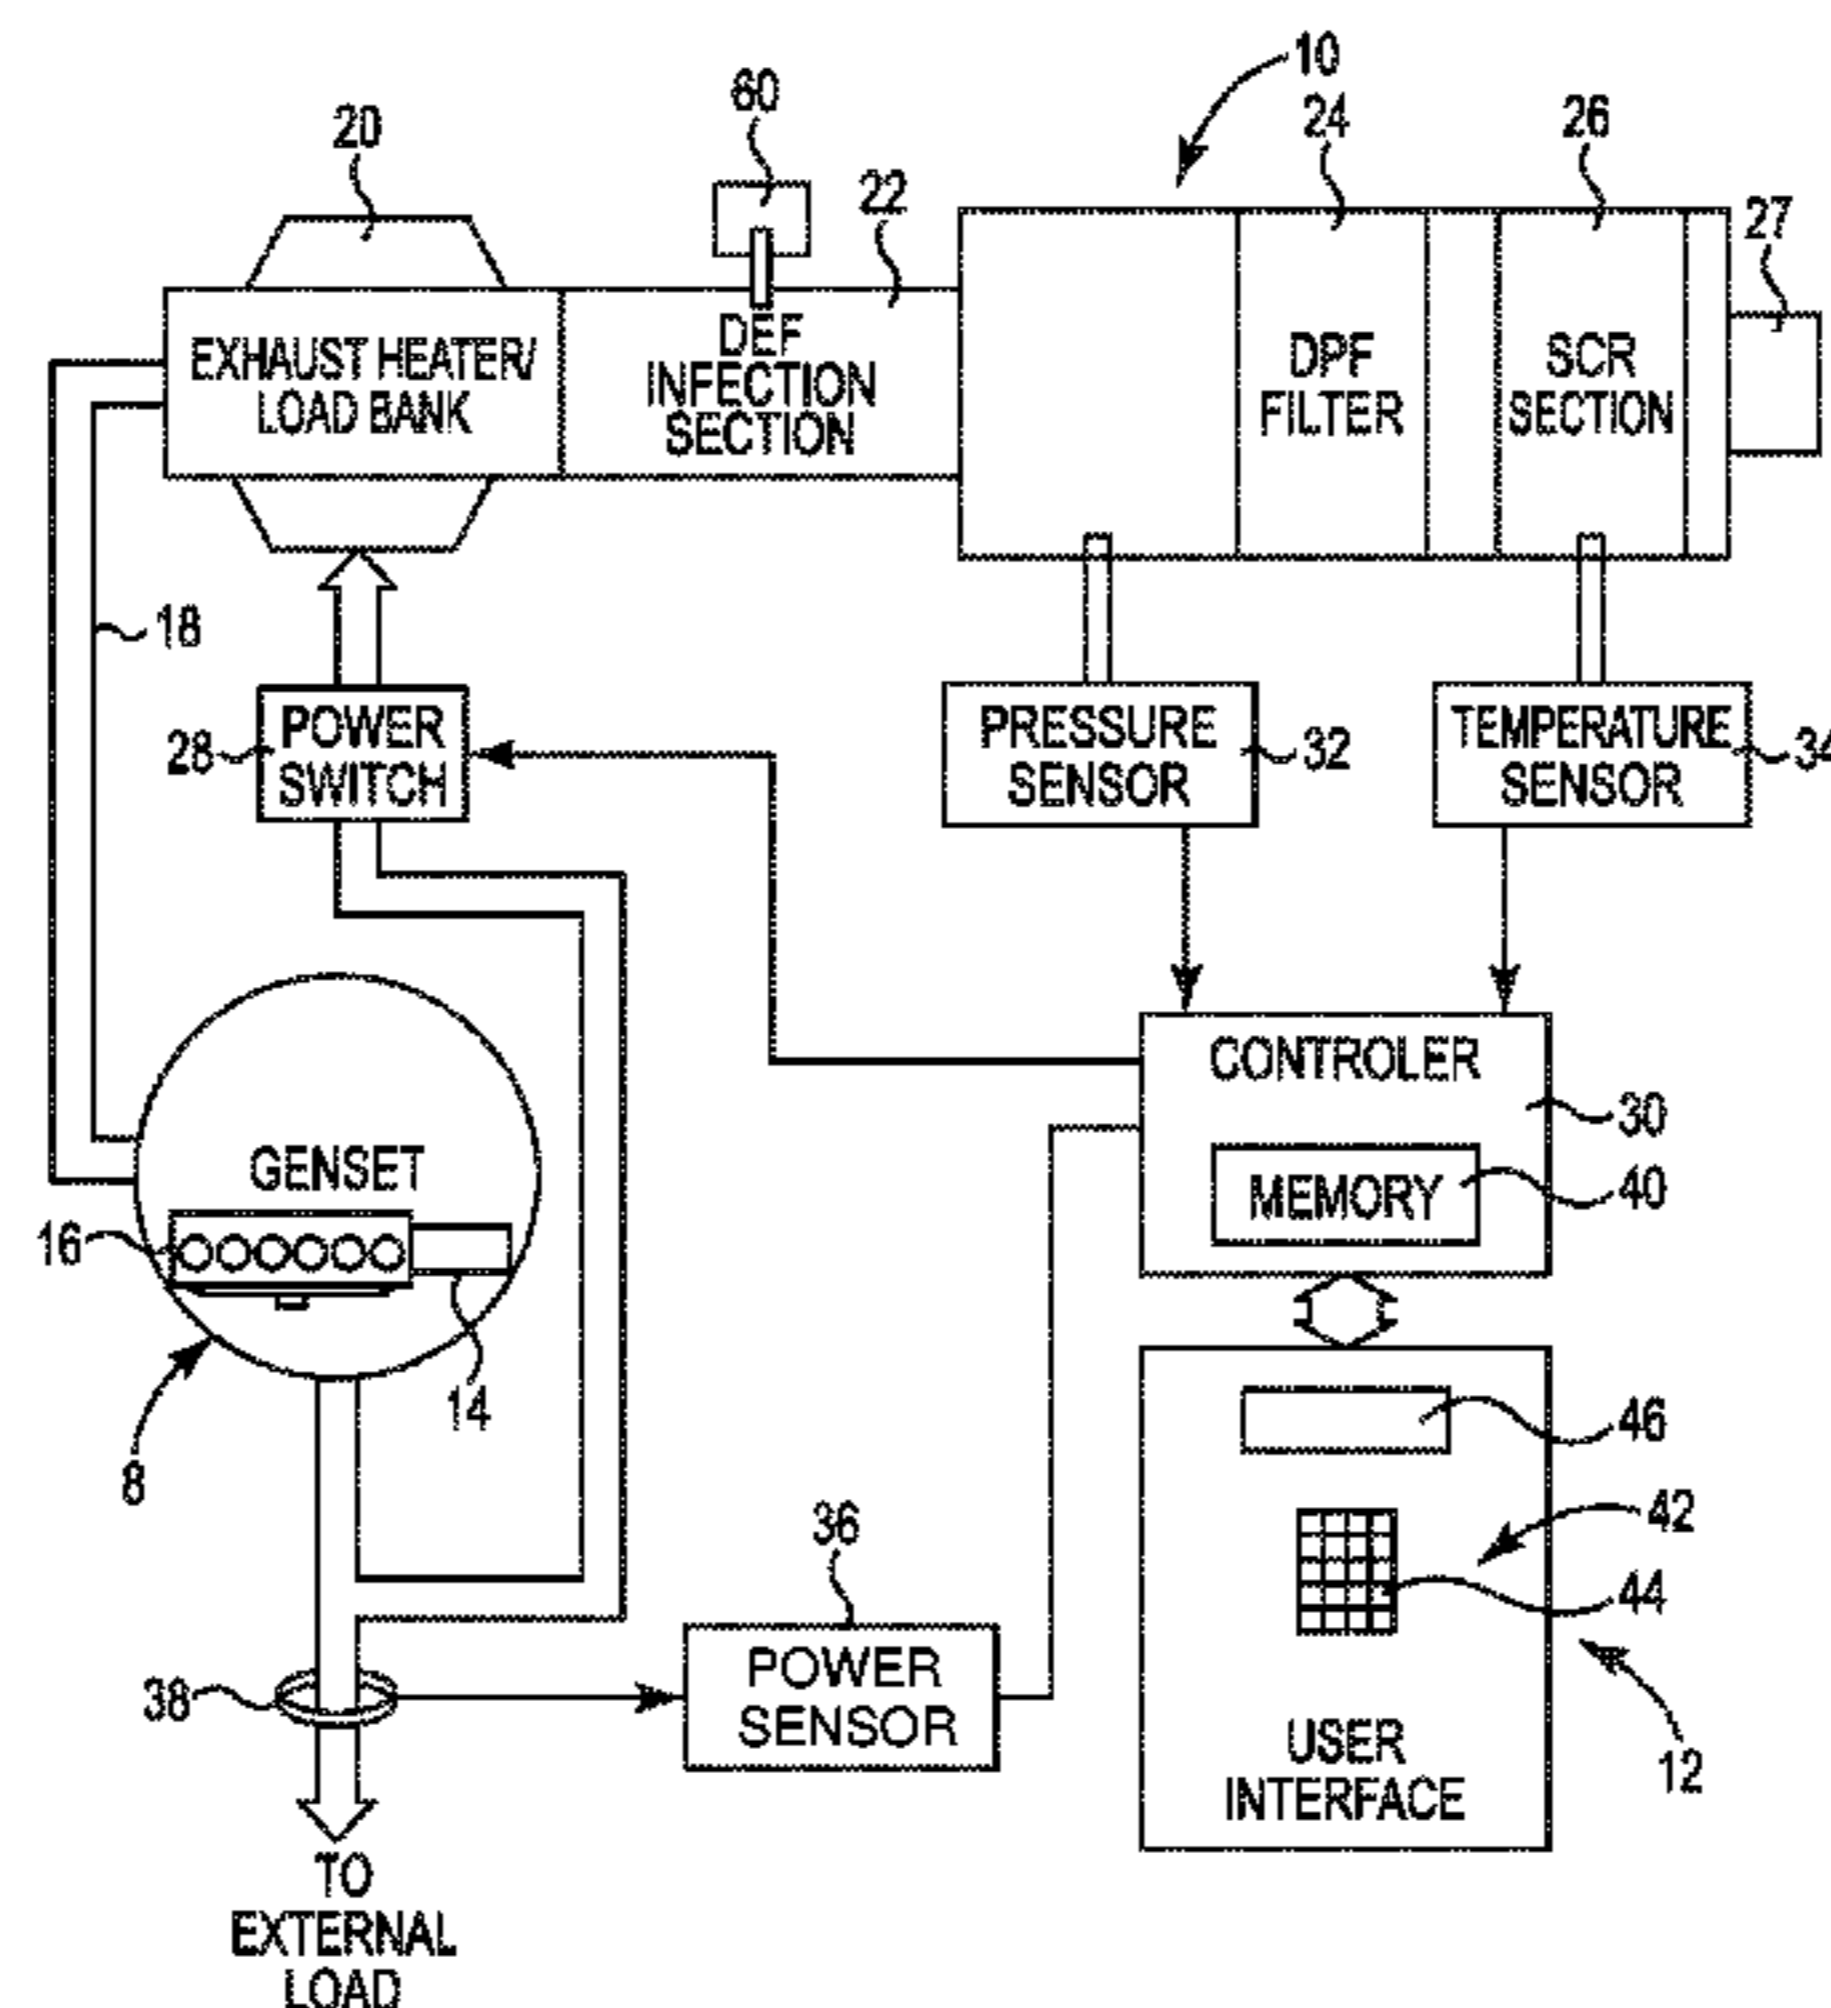 10
60
20
24
26
22
27
EXHAUST HEATER/
LOAD BANK
DEF
INFECTION
SECTION
DPF
FILTER
SCR
SECTION
18
28
POWER
SWITCH
PRESSURE
SENSOR
32
TEMPERATURE
SENSOR
34
CONTROLER
30
MEMORY
40
GENSET
16
14
8
46
42
44
36
POWER
SENSOR
38
USER
INTERFACE
12
TO
EXTERNAL
LOAD